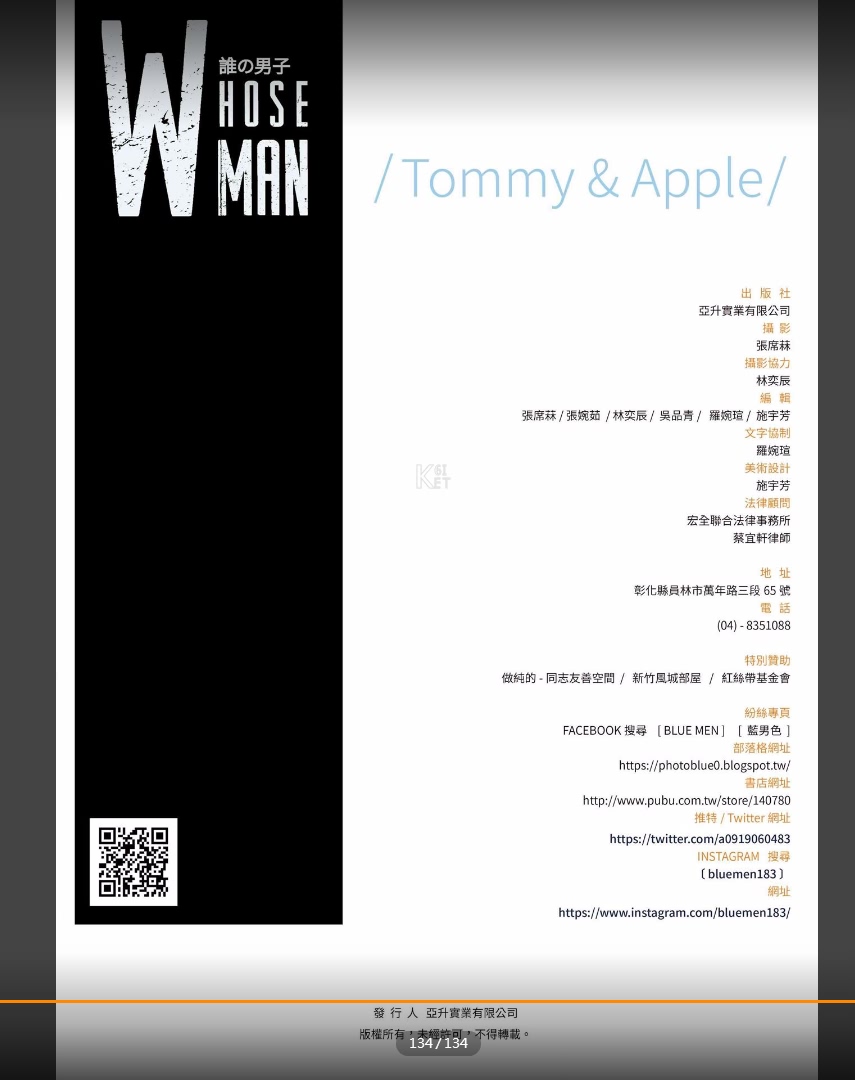 誰の男子
WHOSE
MAN
/ Tommy & Apple /
出 版 社
亞升實業有限公司
攝 影
張席菻
攝影協力
林奕辰
編 輯
張席菻 / 張婉茹 / 林奕辰 / 吳品青 / 羅婉瑄 / 施宇芳
文字協制
羅婉瑄
美術設計
施宇芳
法律顧問
宏全聯合法律事務所
蔡宜軒律師
地 址
彰化縣員林市萬年路三段 65 號
電 話
(04) - 8351088
特別贊助
做純的 - 同志友善空間 / 新竹風城部屋 / 紅絲帶基金會
紛絲專頁
FACEBOOK 搜尋 [ BLUE MEN ] [ 藍男色 ]
部落格網址
https://photoblue0.blogspot.tw/
書店網址
http://www.pubu.com.tw/store/140780
推特 / Twitter 網址
https://twitter.com/a0919060483
INSTAGRAM 搜尋
〔 bluemen183 〕
網址
https://www.instagram.com/bluemen183/
K6I
ET
發 行 人 亞升實業有限公司
版權所有，未經許可，不得轉載。
134 / 134